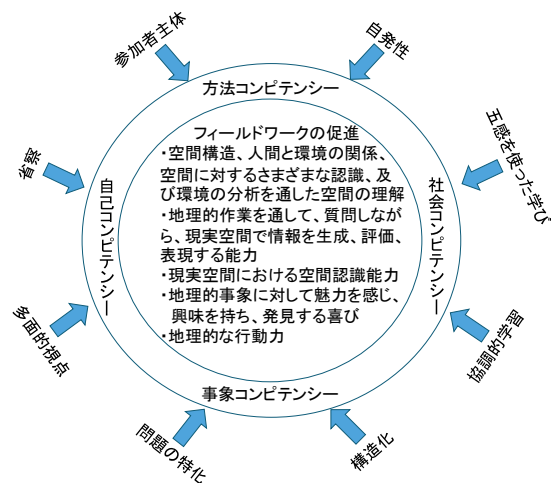 参加者主体
自発性
方法コンピテンシー
フィールドワークの促進
・空間構造、人間と環境の関係、
空間に対するさまざまな認識、及
び環境の分析を通した空間の理解
・地理的作業を通して、質問しなが
ら、現実空間で情報を生成、評価、
表現する能力
・現実空間における空間認識能力
・地理的事象に対して魅力を感じ、
興味を持ち、発見する喜び
・地理的な行動力
省察
自己コンピテンシー
社会コンピテンシー
五感を使った学び
多面的視点
協調的学習
事象コンピテンシー
問題の特化
構造化